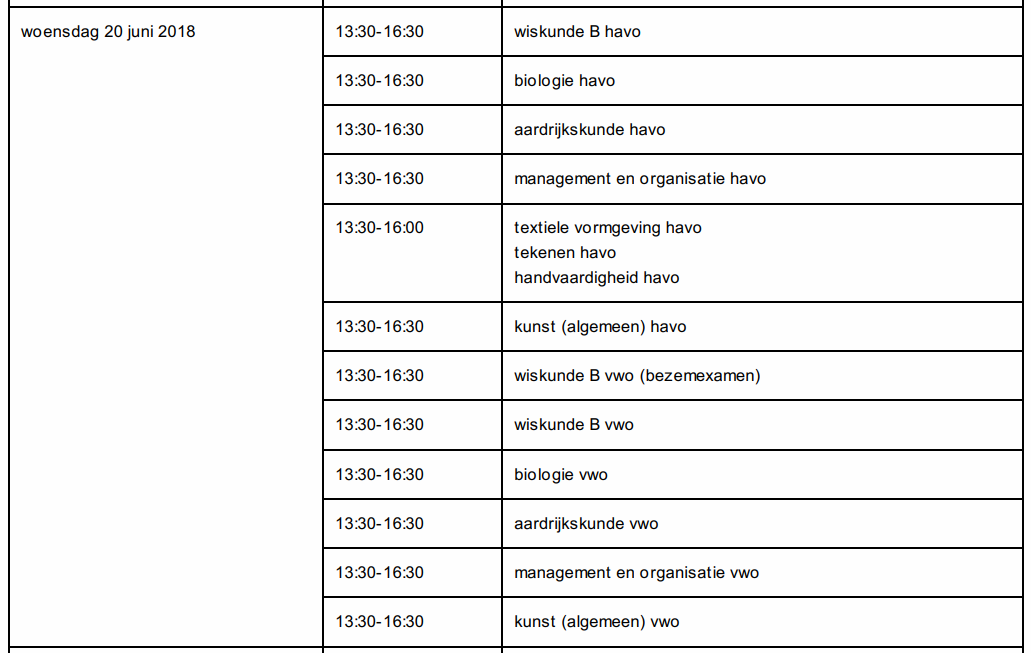 woensdag 20 juni 2018 13:30-16:30 wiskunde B havo
13:30-16:30 biologie havo
13:30-16:30 aardrijkskunde havo
13:30-16:30 management en organisatie havo
13:30-16:00 textiele vormgeving havo
tekenen havo
handvaardigheid havo
13:30-16:30 kunst (algemeen) havo
13:30-16:30 wiskunde B vwo (bezemexamen)
13:30-16:30 wiskunde B vwo
13:30-16:30 biologie vwo
13:30-16:30 aardrijkskunde vwo
13:30-16:30 management en organisatie vwo
13:30-16:30 kunst (algemeen) vwo